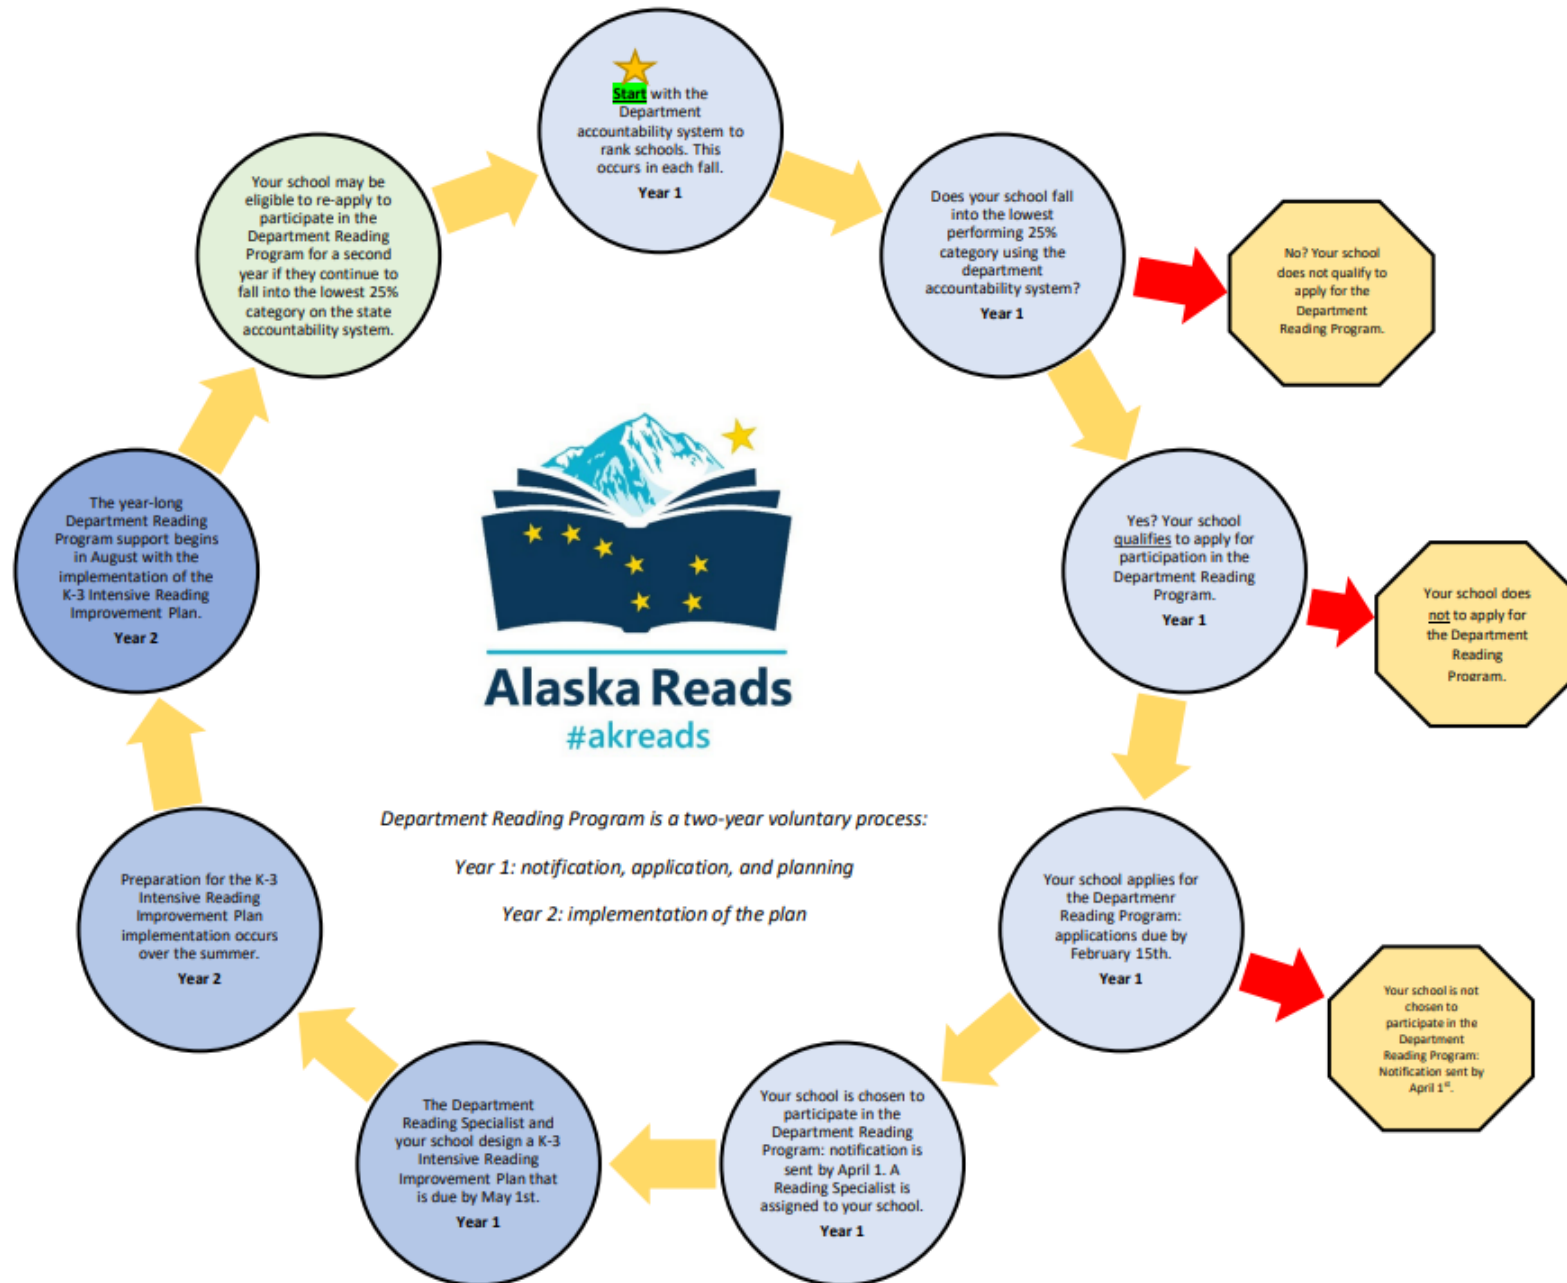 Start with the
Department
accountability system to
rank schools. This
occurs in each fall.
Year 1
Does your school fall
into the lowest
performing 25%
category using the
department
accountability system?
Year 1
No? Your school
does not qualify to
apply for the
Department
Reading Program.
Yes? Your school
qualifies to apply for
participation in the
Department Reading
Program.
Year 1
Your school does
not to apply for
the Department
Reading
Program.
Your school applies for
the Departmenr
Reading Program:
applications due by
February 15th.
Year 1
Your school is not
chosen to
participate in the
Department
Reading Program:
Notification sent by
April 1st.
Your school is chosen to
participate in the
Department Reading
Program: notification is
sent by April 1. A
Reading Specialist is
assigned to your school.
Year 1
The Department
Reading Specialist and
your school design a K-3
Intensive Reading
Improvement Plan that
is due by May 1st.
Year 1
Preparation for the K-3
Intensive Reading
Improvement Plan
implementation occurs
over the summer.
Year 2
The year-long
Department Reading
Program support begins
in August with the
implementation of the
K-3 Intensive Reading
Improvement Plan.
Year 2
Your school may be
eligible to re-apply to
participate in the
Department Reading
Program for a second
year if they continue to
fall into the lowest 25%
category on the state
accountability system.
Alaska Reads
#akreads
Department Reading Program is a two-year voluntary process:
Year 1: notification, application, and planning
Year 2: implementation of the plan